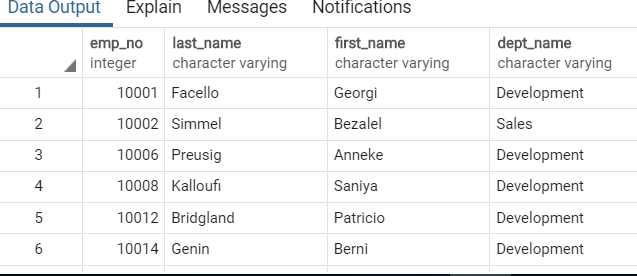 Data Output Explain Messages Notifications
emp_no last_name first_name dept_name
integer character varying character varying character varying
1 10001 Facello Georgi Development
2 10002 Simmel Bezalel Sales
3 10006 Preusig Anneke Development
4 10008 Kalloufi Saniya Development
5 10012 Bridgland Patricio Development
6 10014 Genin Berni Development